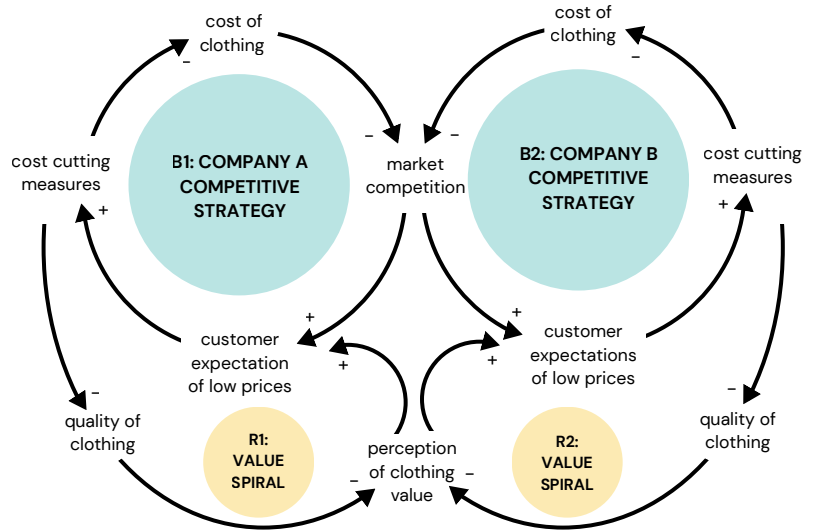 cost of
clothing
−
cost of
clothing
−
−
−
market
competition
cost cutting
measures
+
B1: COMPANY A
COMPETITIVE
STRATEGY
B2: COMPANY B
COMPETITIVE
STRATEGY
cost cutting
measures
+
+
+
customer
expectation
of low prices
+
customer
expectations
of low prices
+
−
quality of
clothing
−
quality of
clothing
R1:
VALUE
SPIRAL
R2:
VALUE
SPIRAL
perception
of clothing
value
−
−